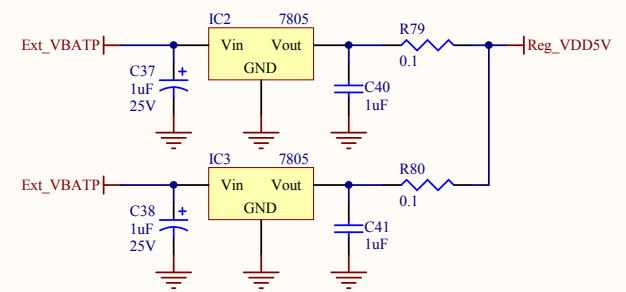 IC2 7805
Ext_VBATP Vin Vout R79 Reg_VDD5V
GND 0.1
C37
1uF
25V
C40
1uF
IC3 7805
Ext_VBATP Vin Vout R80
GND 0.1
C38
1uF
25V
C41
1uF